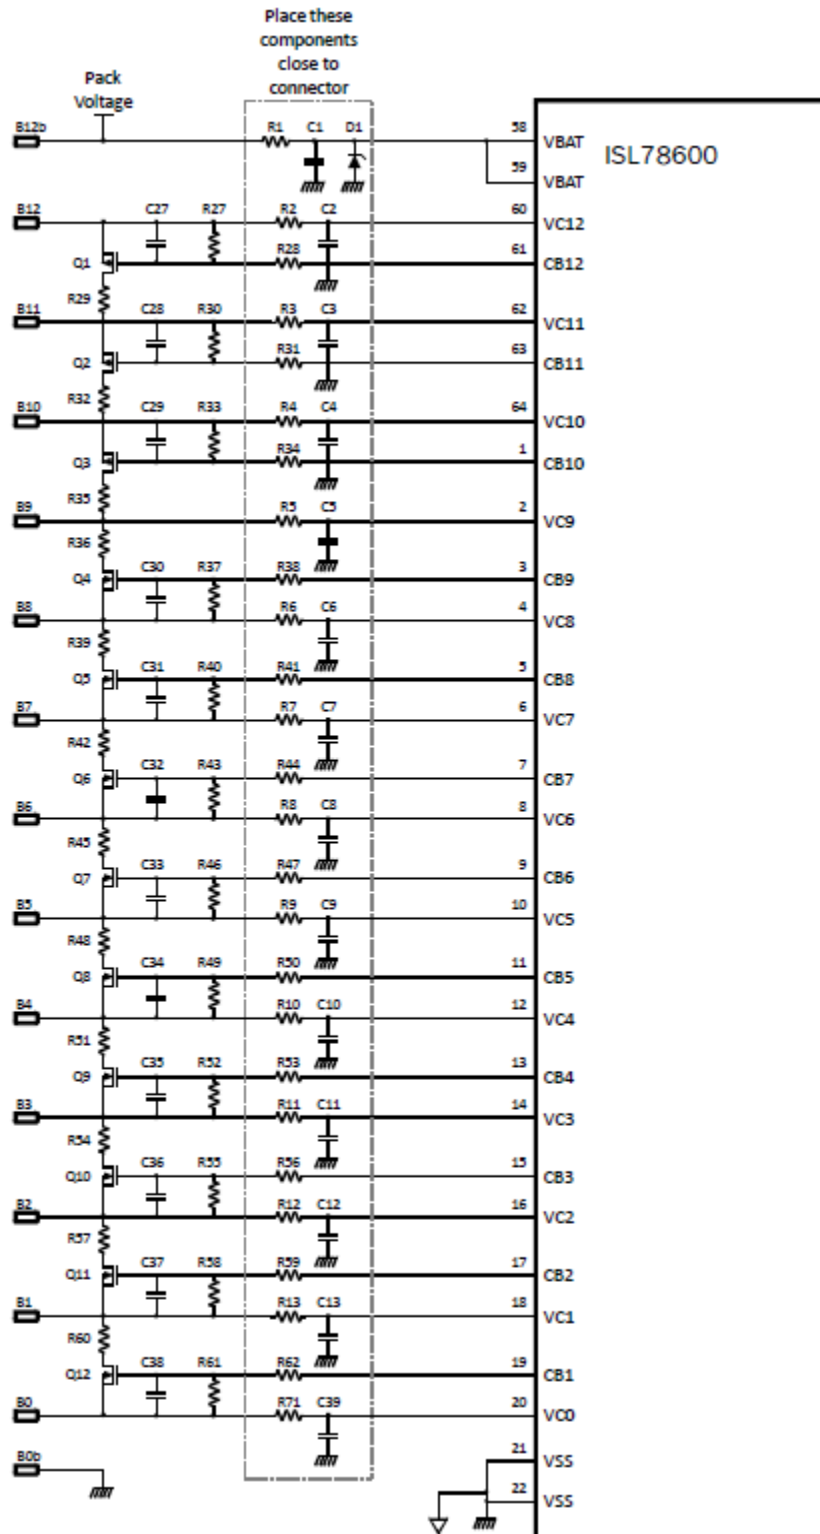 Place these
components
close to
connector
Pack
Voltage
B12b R1 C1 D1 58 VBAT
ISL78600
59 VBAT
B12 C27 R27 R2 C2 60 VC12
Q1 R28 61 CB12
R29
B11 C28 R30 R3 C3 62 VC11
Q2 R31 63 CB11
R32
B10 C29 R33 R4 C4 64 VC10
Q3 R34 1 CB10
R35
B9 R5 C5 2 VC9
R36
Q4 C30 R37 R38 3 CB9
B8 R6 C6 4 VC8
R39
Q5 C31 R40 R41 5 CB8
B7 R7 C7 6 VC7
R42
Q6 C32 R43 R44 7 CB7
B6 R8 C8 8 VC6
R45
Q7 C33 R46 R47 9 CB6
B5 R9 C9 10 VC5
R48
Q8 C34 R49 R50 11 CB5
B4 R10 C10 12 VC4
R51
Q9 C35 R52 R53 13 CB4
B3 R11 C11 14 VC3
R54
Q10 C36 R55 R56 15 CB3
B2 R12 C12 16 VC2
R57
Q11 C37 R58 R59 17 CB2
B1 R13 C13 18 VC1
R60
Q12 C38 R61 R62 19 CB1
B0 R71 C39 20 VC0
B0b 21 VSS
22 VSS